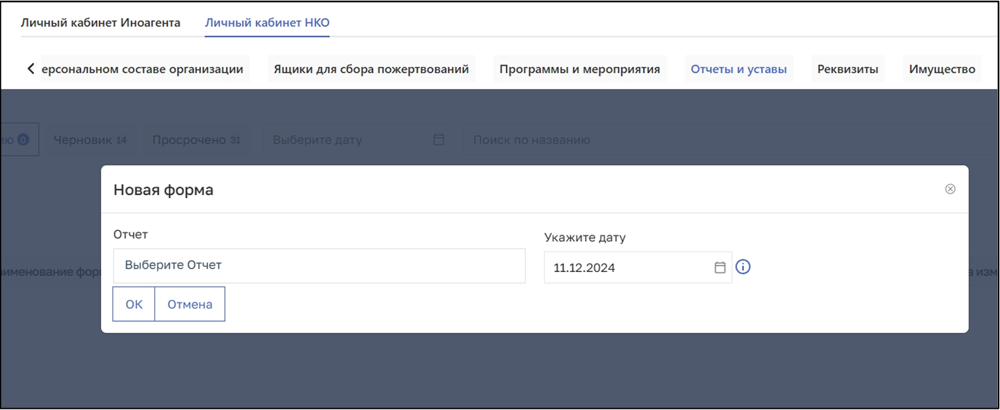 Личный кабинет Иноагента Личный кабинет НКО
ерсональном составе организации Ящики для сбора пожертвований Программы и мероприятия Отчеты и уставы Реквизиты Имущество
ию 0 Черновик 14 Просрочено 31 Выберите дату Поиск по названию
Новая форма
Отчет
Укажите дату
Выберите Отчет
11.12.2024
аименование фор
а изм
ОК Отмена